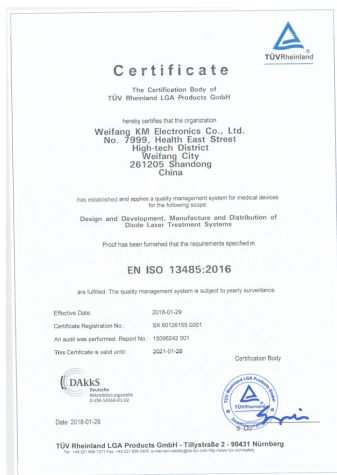 TÜVRheinland
Certificate
The Certification Body of
TÜV Rheinland LGA Products GmbH
hereby certifies that the organization
Weifang KM Electronics Co., Ltd.
No. 7999, Health East Street
High-tech District
Weifang City
261205 Shandong
China
has established and applies a quality management system for medical devices
for the following scope:
Design and Development, Manufacture and Distribution of
Diode Laser Treatment Systems
Proof has been furnished that the requirements specified in
EN ISO 13485:2016
are fulfilled. The quality management system is subject to yearly surveillance
Effective Date: 2018-01-29
Certificate Registration No.: SX 60126155 0001
An audit was performed. Report No.: 15096242 001
This Certificate is valid until: 2021-01-28
Certification Body
DAkkS
Deutsche
Akkreditierungsstelle
D-ZM-14169-01-02
TÜVRheinland
Date 2018-01-29
TÜV Rheinland LGA Products GmbH - Tillystraße 2 - 90431 Nürnberg